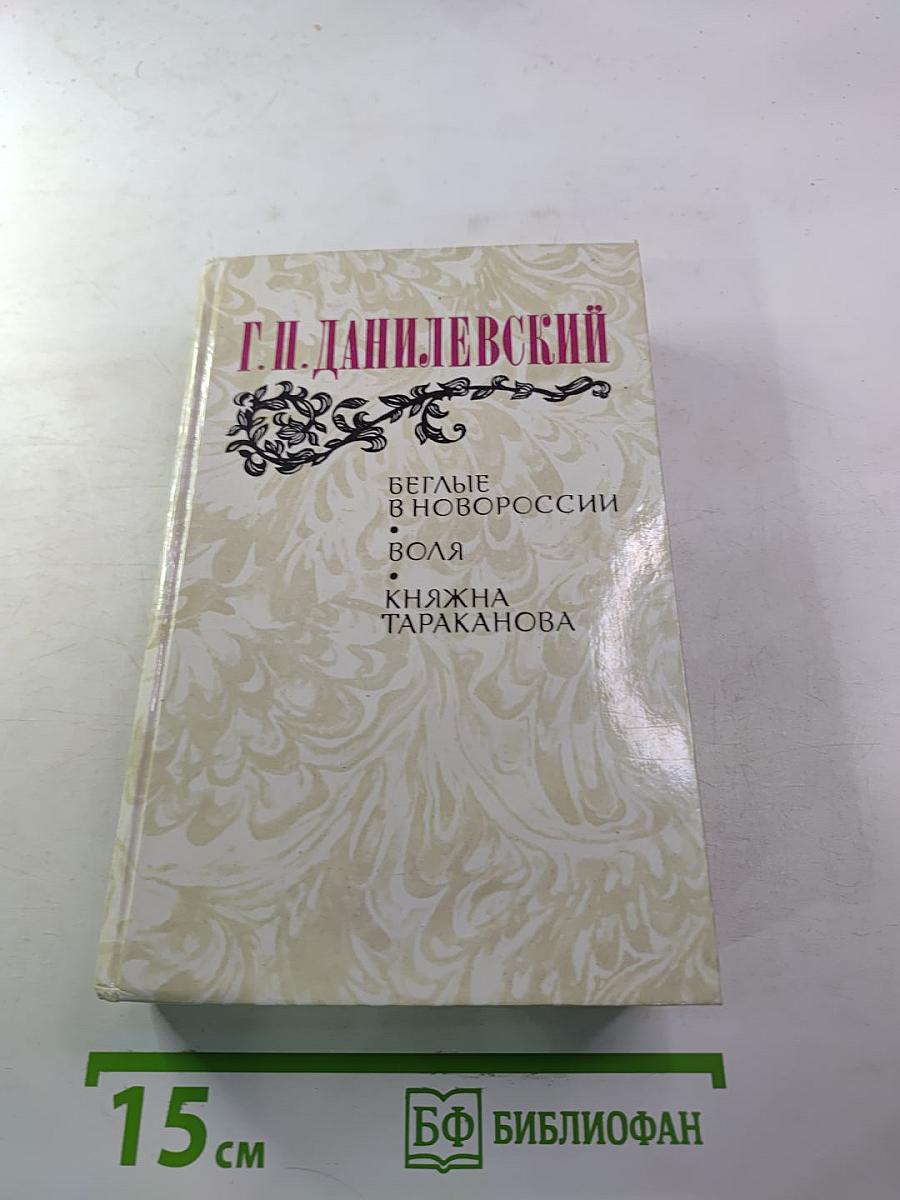 Г. П. ДАНИЛЕВСКИЙ
БЕГЛЫЕ
В НОВОРОССИИ
•
ВОЛЯ
•
КНЯЖНА
ТАРАКАНОВА
15 см
БФ БИБЛИОФАН